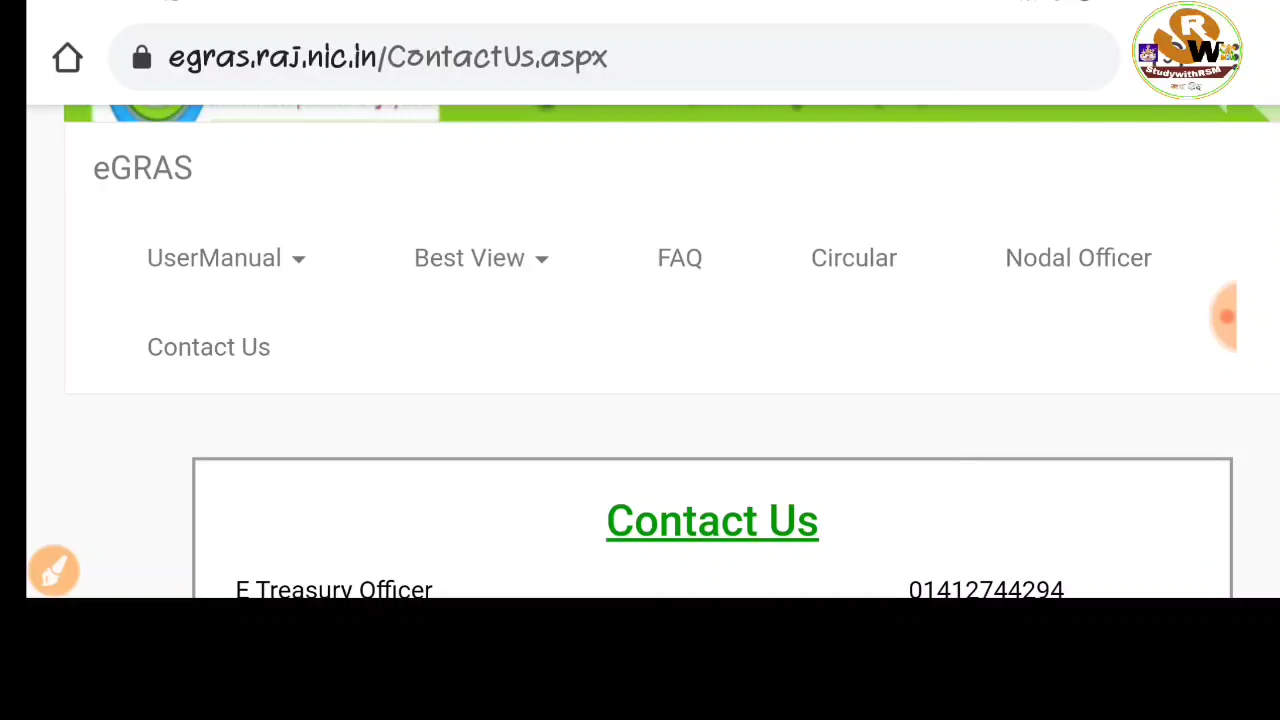 egras.raj.nic.in/ContactUs.aspx
R
S W
StudywithRSM
eGRAS
UserManual
Best View
FAQ
Circular
Nodal Officer
Contact Us
Contact Us
E Treasury Officer
01412744294